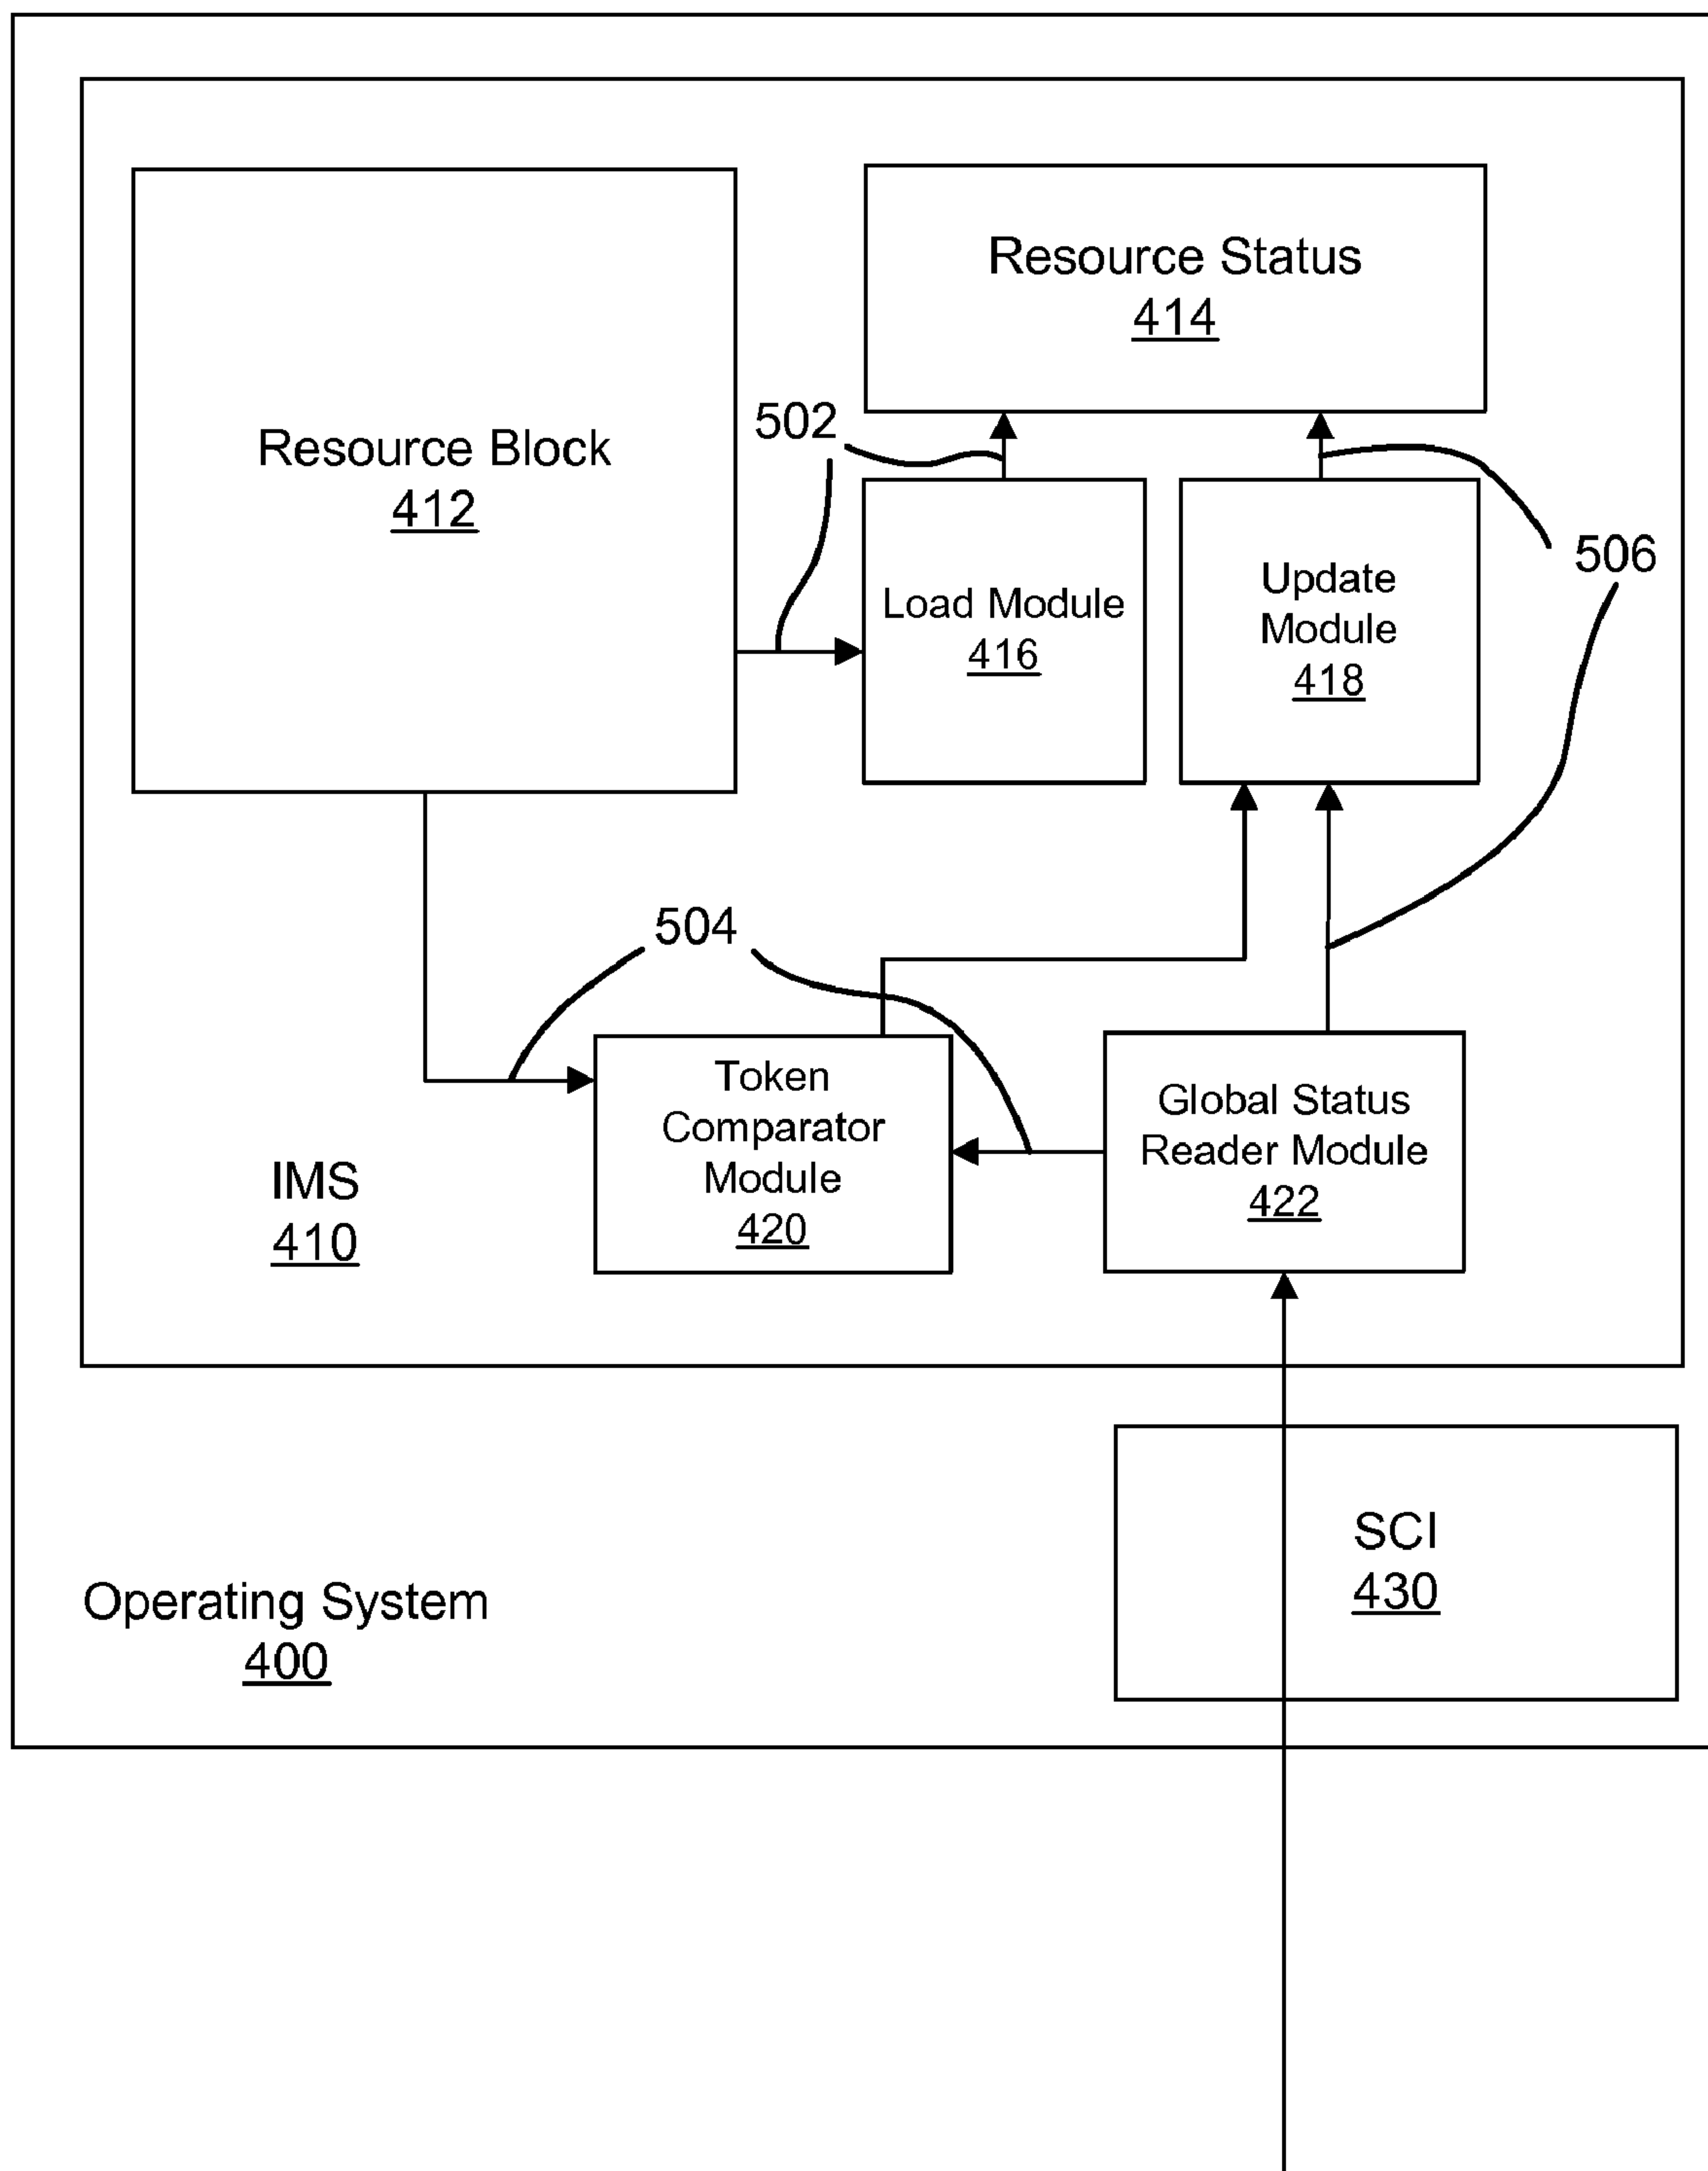 Resource Block
412
Resource Status
414
502
Load Module
416
Update
Module
418
506
504
Token
Comparator
Module
420
Global Status
Reader Module
422
IMS
410
SCI
430
Operating System
400